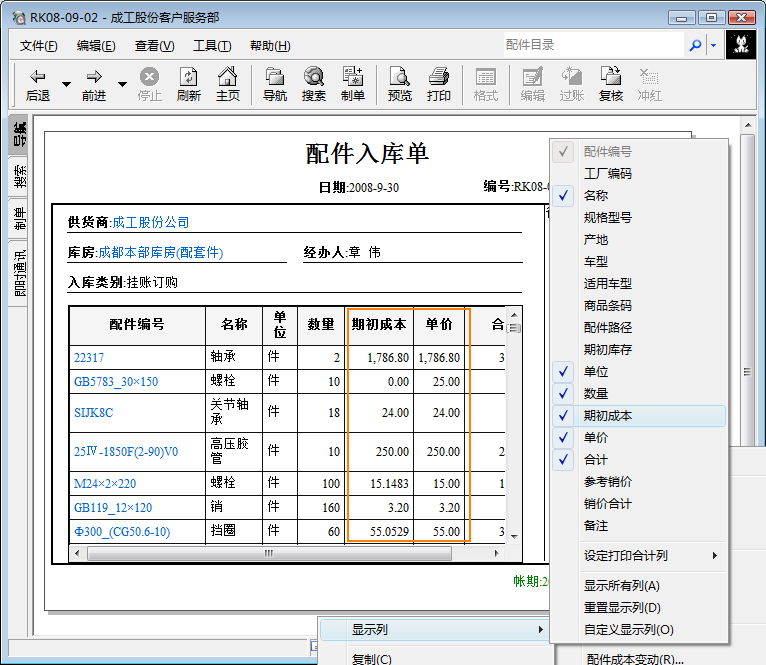 RK08-09-02 - 成工股份客户服务部
文件(F) 编辑(E) 查看(V) 工具(T) 帮助(H) 配件目录
后退 前进 停止 刷新 主页 导航 搜索 制单 预览 打印 格式 编辑 过账 复核 冲红
导航
搜索
制单
即时通讯
配件入库单
日期:2008-9-30 编号:RK08-0
供货商:成工股份公司
库房:成都本部库房(配套件) 经办人:章 伟
入库类别:挂账订购
配件编号 名称 单位 数量 期初成本 单价 合
22317 轴承 件 2 1,786.80 1,786.80 3
GB5783_30×150 螺栓 件 10 0.00 25.00
SIJK8C 关节轴承 件 18 24.00 24.00
25Ⅳ-1850F(2-90)V0 高压胶管 件 10 250.00 250.00 2
M24×2×220 螺栓 件 100 15.1483 15.00 1
GB119_12×120 销 件 160 3.20 3.20
Φ300_(CG50.6-10) 挡圈 件 60 55.0529 55.00 3
帐期:2
配件编号
工厂编码
名称
规格型号
产地
车型
适用车型
商品条码
配件路径
期初库存
单位
数量
期初成本
单价
合计
参考销价
销价合计
备注
设定打印合计列
显示所有列(A)
重置显示列(D)
自定义显示列(O)
显示列
复制(C)
配件成本变动(R)...